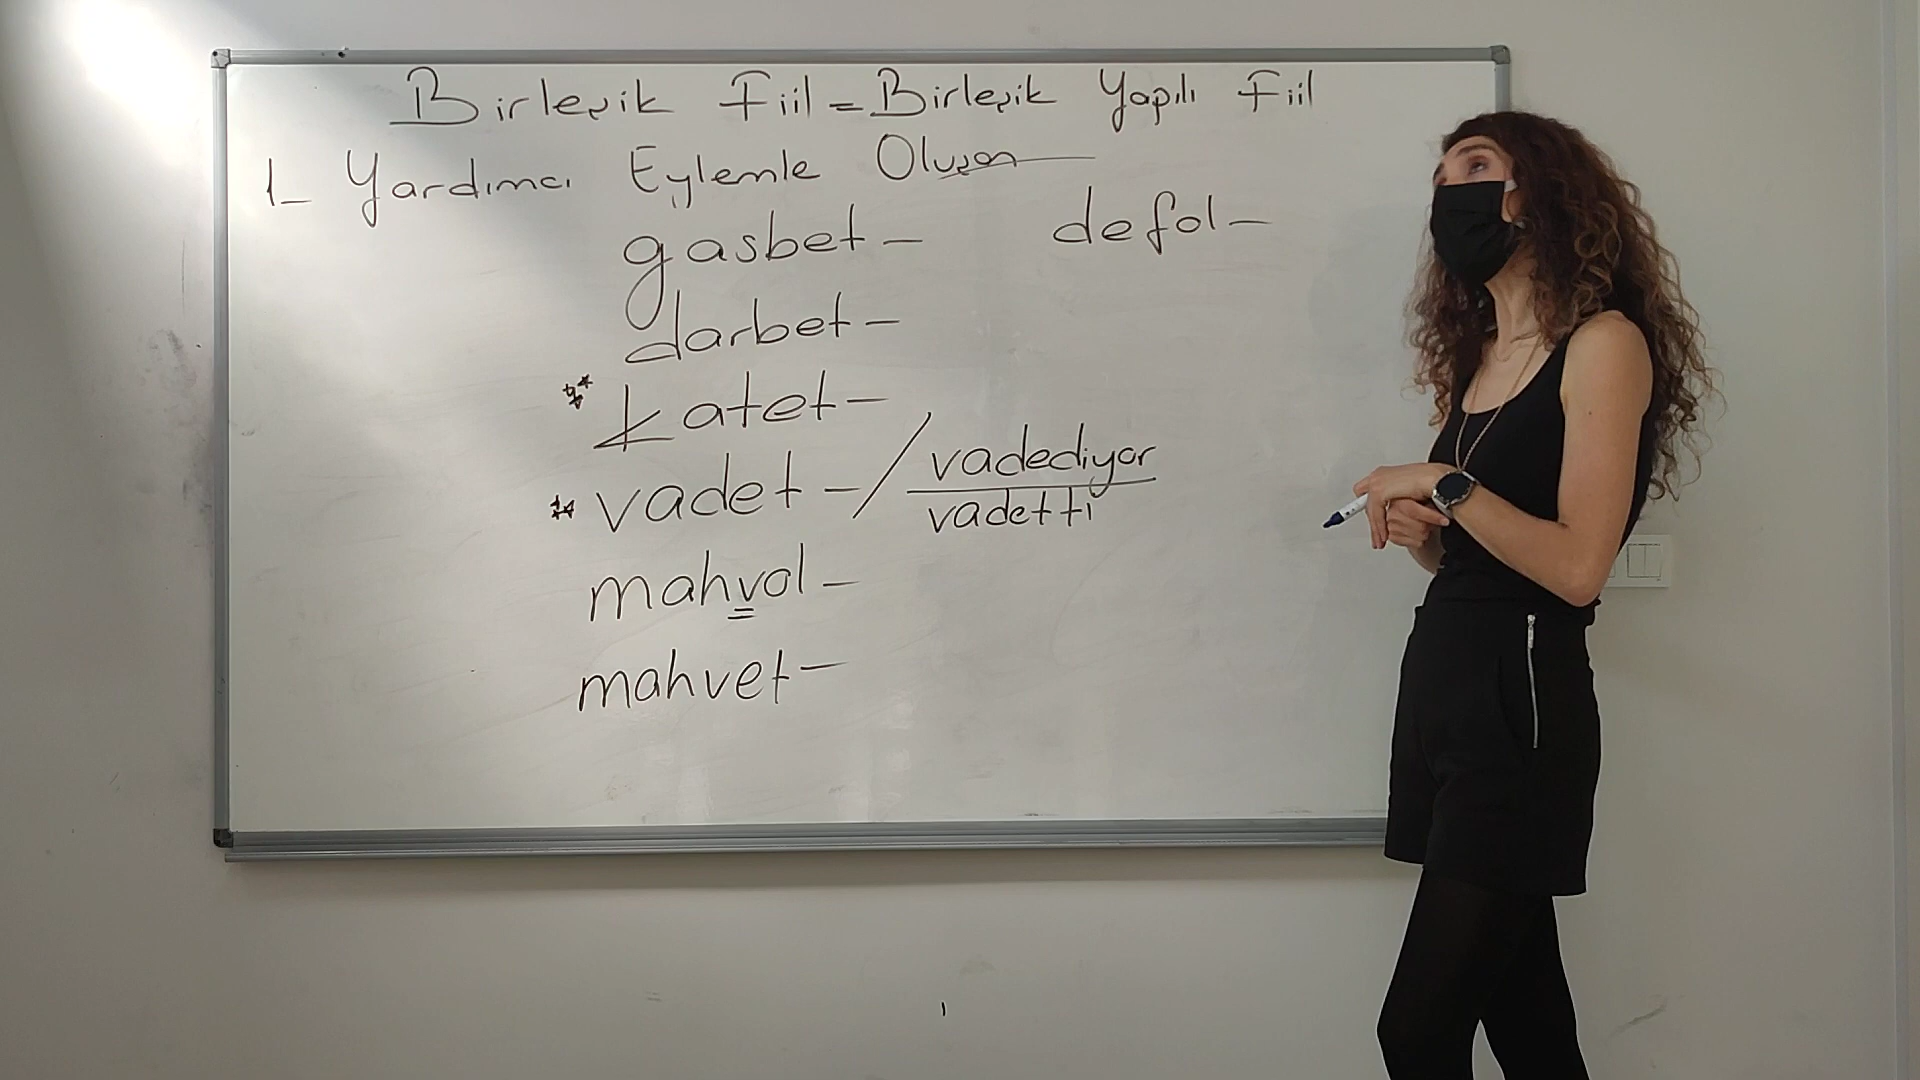 Birleşik Fiil = Birleşik Yapılı Fiil
1_ Yardımcı Eylemle Oluşan
gasbet- defol-
darbet-
katet-
vadet- / vadediyor
vadetti
mahvol-
mahvet-